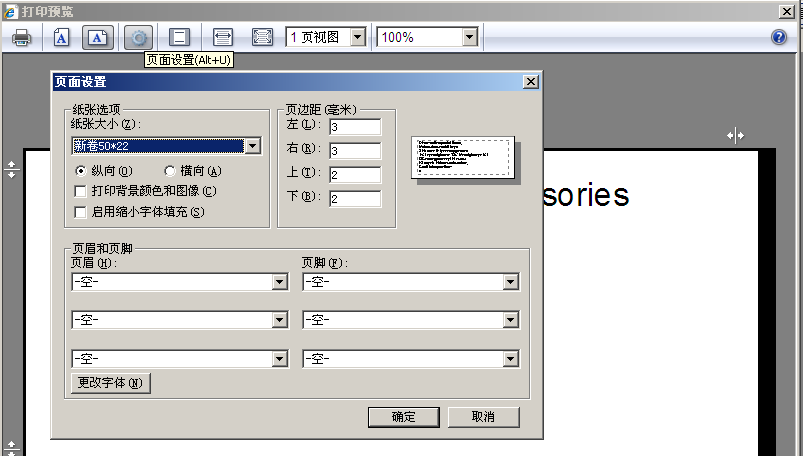 打印预览
1 页视图
100%
页面设置(Alt+U)
页面设置
纸张选项
纸张大小(Z):
新卷50*22
纵向(O)
横向(A)
打印背景颜色和图像(C)
启用缩小字体填充(S)
页边距(毫米)
左(L): 3
右(R): 3
上(T): 2
下(B): 2
sories
页眉和页脚
页眉(H):
页脚(F):
-空-
-空-
-空-
-空-
-空-
-空-
更改字体(N)
确定
取消